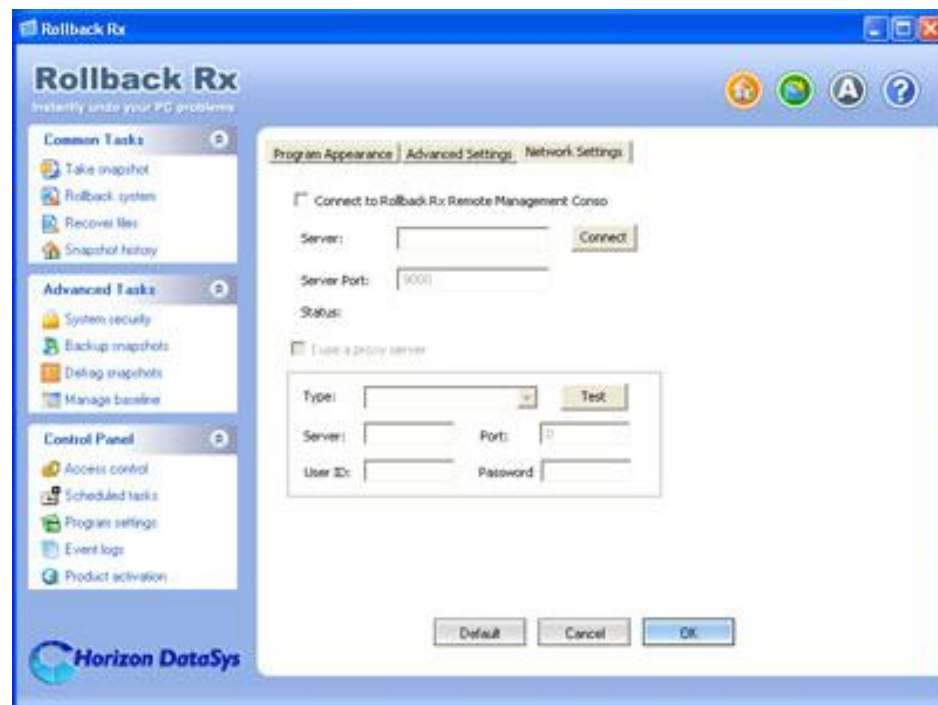 Rollback Rx
Rollback Rx
Instantly undo your PC problems
A
?
Common Tasks
Take snapshot
Rollback system
Recover files
Snapshot history
Advanced Tasks
System security
Backup snapshots
Defrag snapshots
Manage baseline
Control Panel
Access control
Scheduled tasks
Program settings
Event logs
Product activation
Horizon DataSys
Program Appearance Advanced Settings Network Settings
Connect to Rollback Rx Remote Management Conso
Server: Connect
Server Port: 9000
Status:
I use a proxy server
Type: Test
Server: Port: 0
User ID: Password
Default Cancel OK